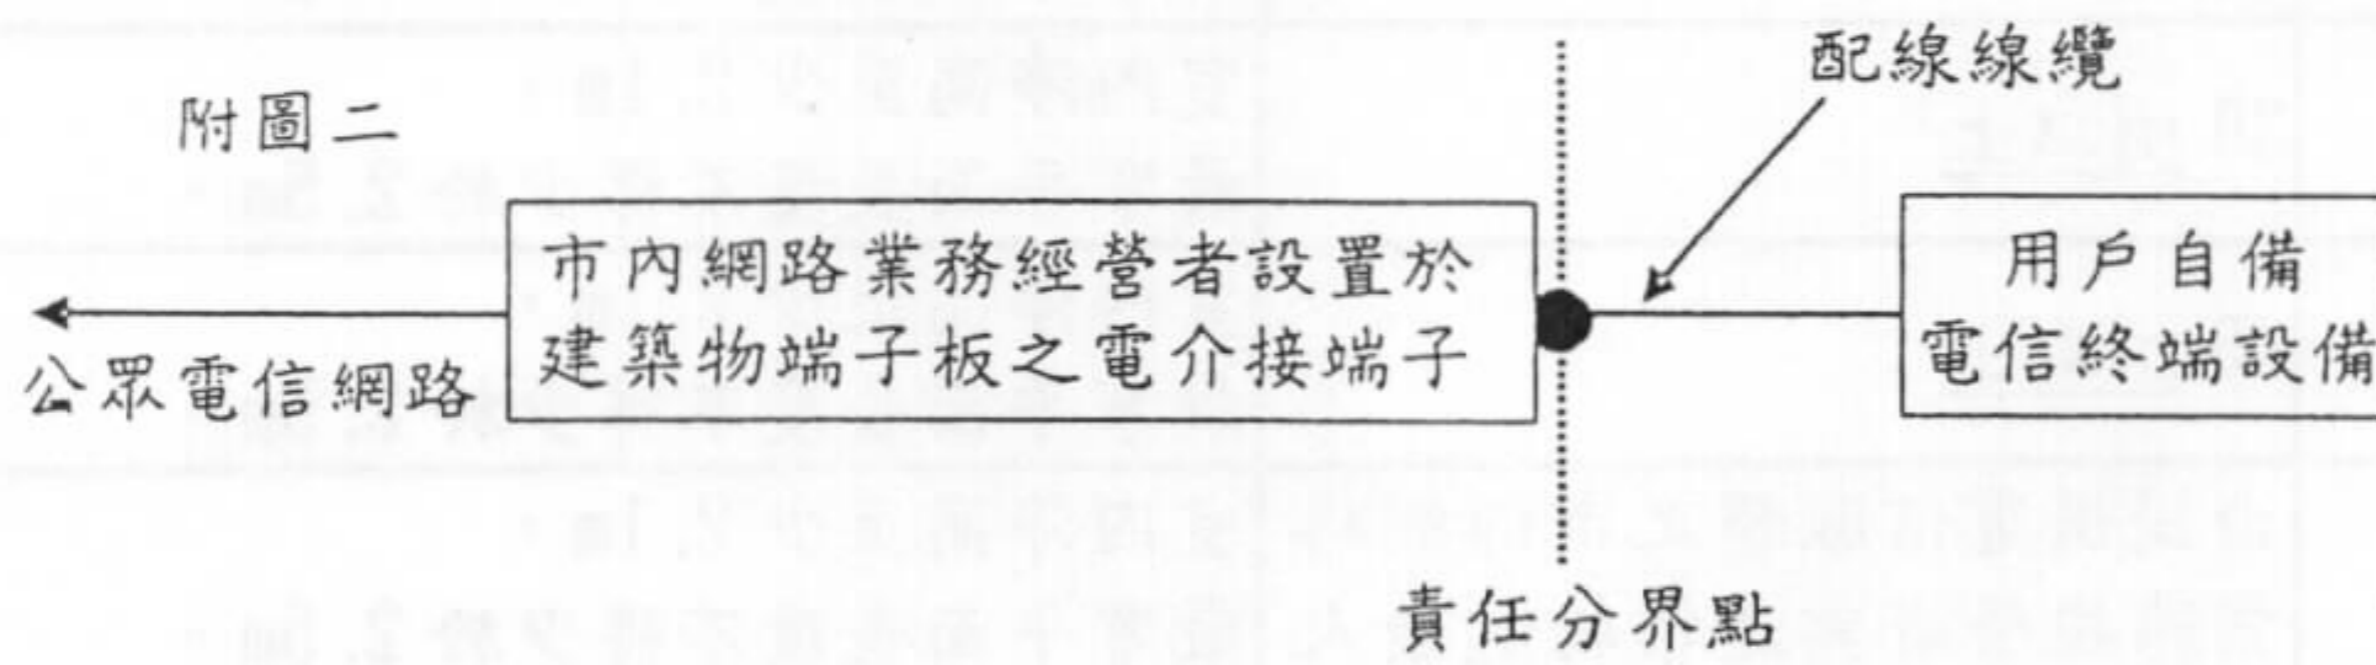 附圖二
配線線纜
市內網路業務經營者設置於
建築物端子板之電介接端子
用戶自備
電信終端設備
公眾電信網路
責任分界點